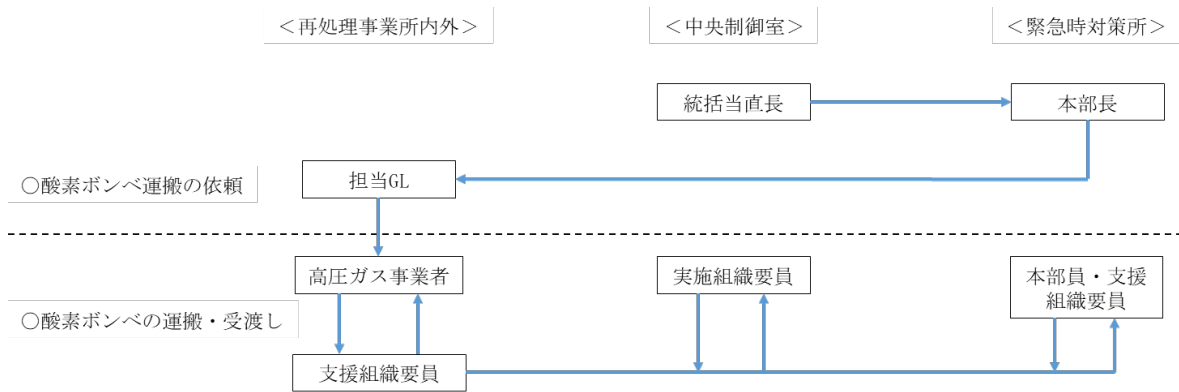 ＜再処理事業所内外＞
＜中央制御室＞
＜緊急時対策所＞
統括当直長
本部長
○酸素ボンベ運搬の依頼
担当GL
高圧ガス事業者
実施組織要員
本部員・支援
組織要員
○酸素ボンベの運搬・受渡し
支援組織要員